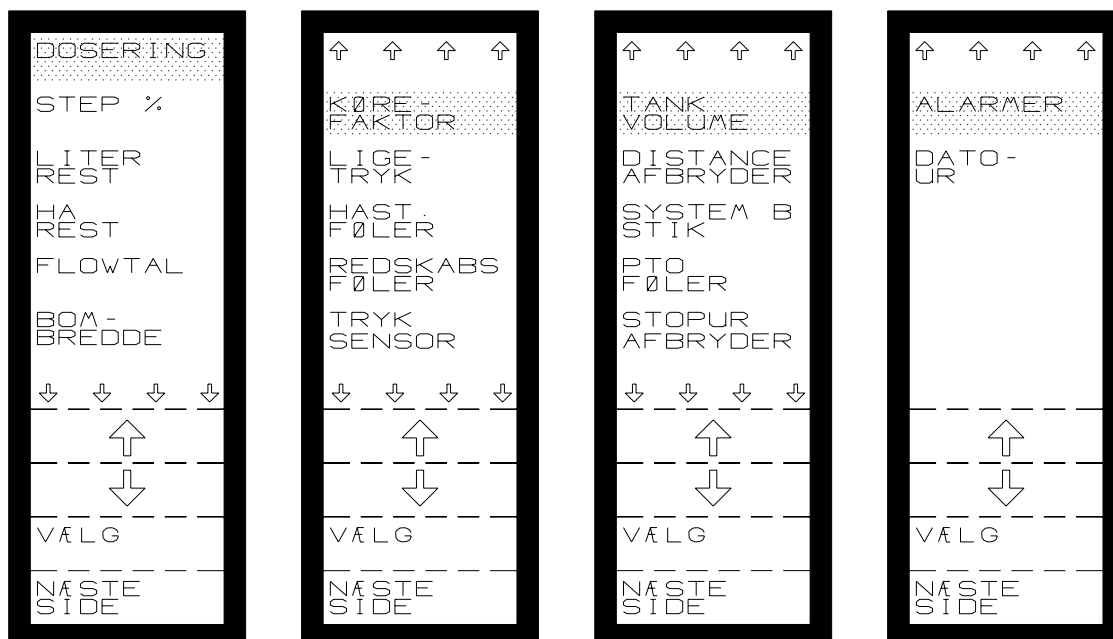 DOSERING
STEP %
LITER
REST
HA
REST
FLOWTAL
BOM-
BREDDE
VÆLG
NÆSTE
SIDE
KØRE-
FAKTOR
LIGE-
TRYK
HAST.
FØLER
REDSKABS
FØLER
TRYK
SENSOR
VÆLG
NÆSTE
SIDE
TANK
VOLUME
DISTANCE
AFBRYDER
SYSTEM B
STIK
PTO
FØLER
STOPUR
AFBRYDER
VÆLG
NÆSTE
SIDE
ALARMER
DATO-
UR
VÆLG
NÆSTE
SIDE